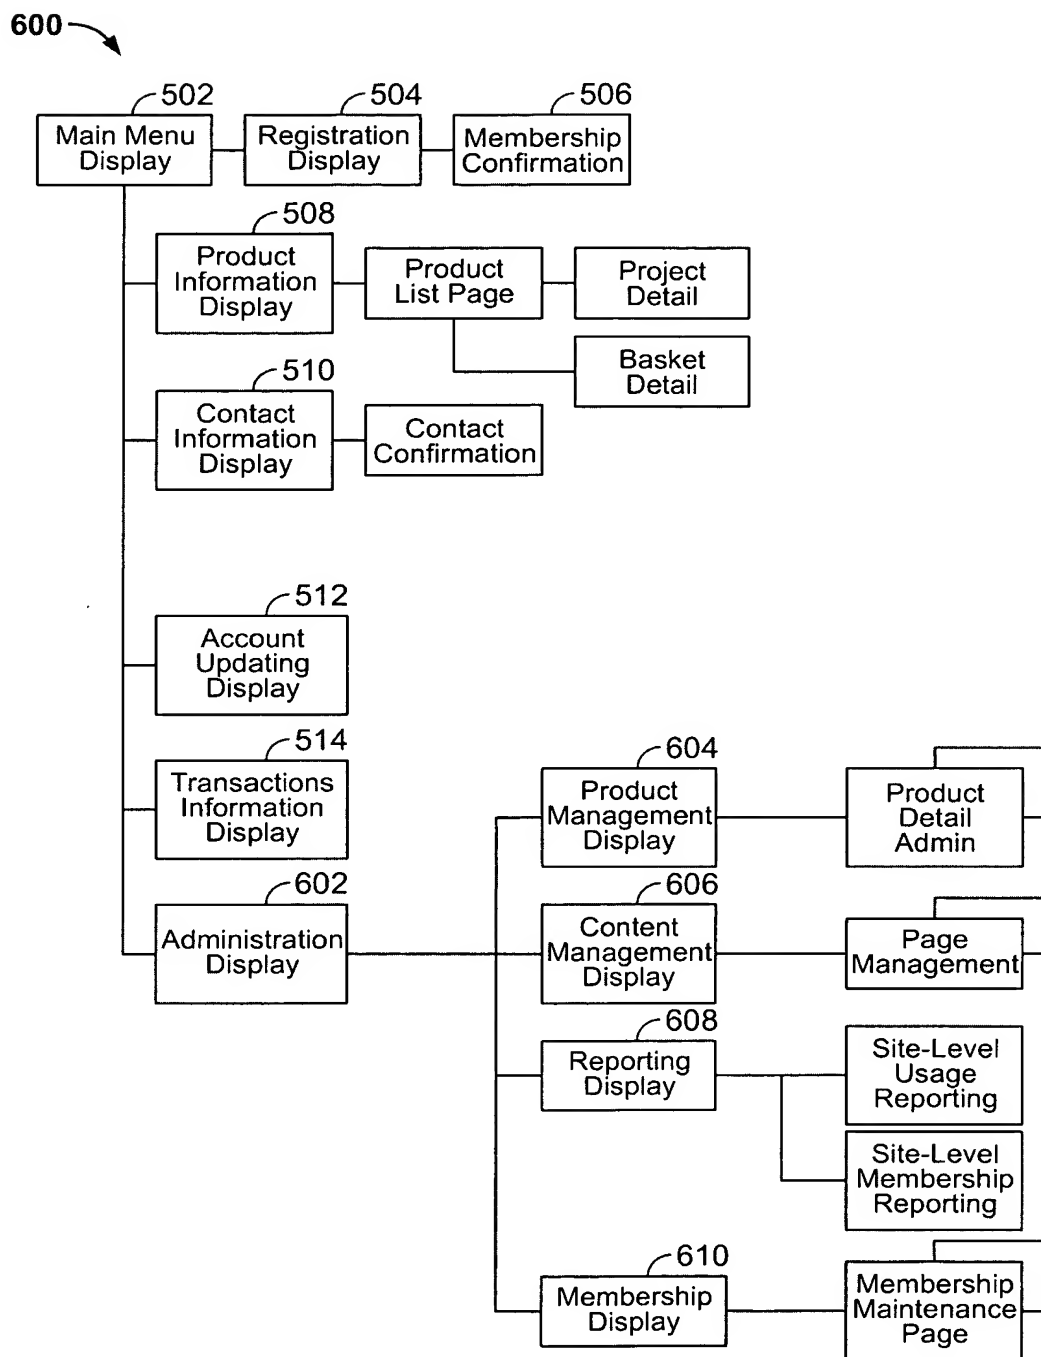 600
502
504
506
Main Menu
Display
Registration
Display
Membership
Confirmation
508
Product
Information
Display
Product
List Page
Project
Detail
Basket
Detail
510
Contact
Information
Display
Contact
Confirmation
512
Account
Updating
Display
514
Transactions
Information
Display
602
Administration
Display
604
Product
Management
Display
Product
Detail
Admin
606
Content
Management
Display
Page
Management
608
Reporting
Display
Site-Level
Usage
Reporting
Site-Level
Membership
Reporting
610
Membership
Display
Membership
Maintenance
Page